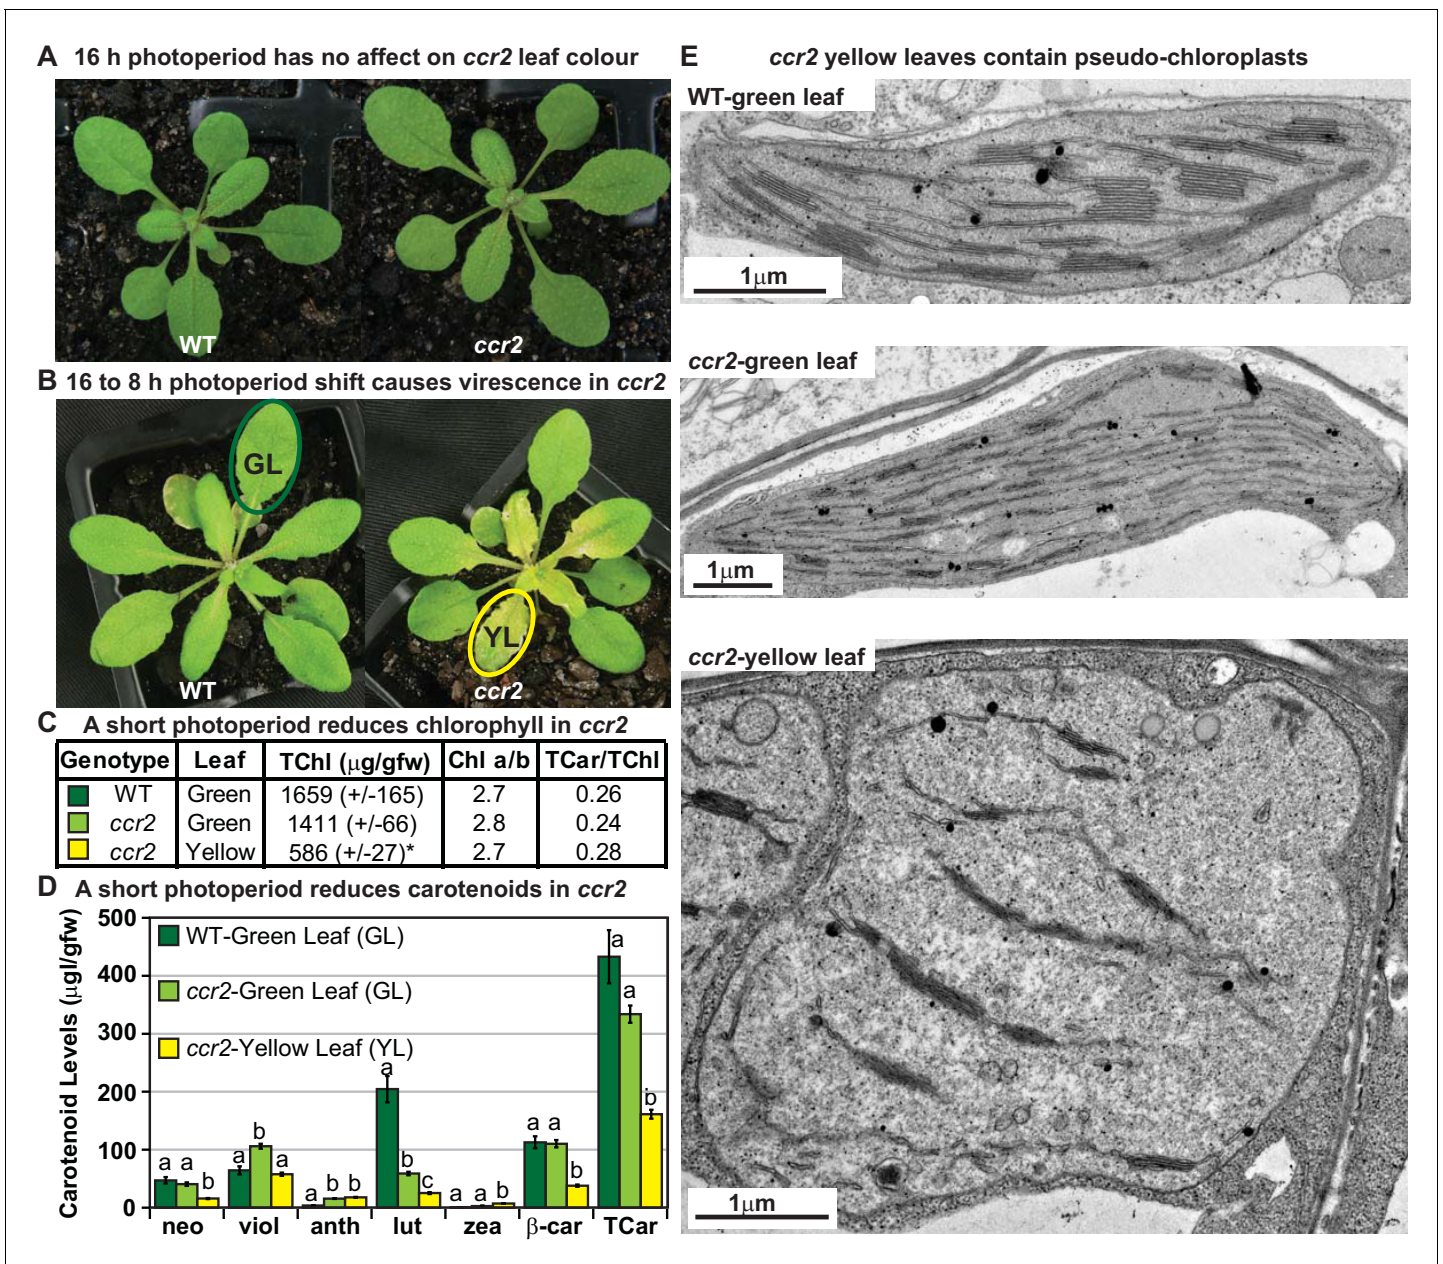 A 16 h photoperiod has no affect on ccr2 leaf colour
WT
ccr2
B 16 to 8 h photoperiod shift causes virescence in ccr2
GL
YL
WT
ccr2
C A short photoperiod reduces chlorophyll in ccr2
Genotype Leaf TChl (μg/gfw) Chl a/b TCar/TChl
WT Green 1659 (+/-165) 2.7 0.26
ccr2 Green 1411 (+/-66) 2.8 0.24
ccr2 Yellow 586 (+/-27)* 2.7 0.28
D A short photoperiod reduces carotenoids in ccr2
Carotenoid Levels (μgl/gfw)
500
400
300
200
100
0
WT-Green Leaf (GL)
ccr2-Green Leaf (GL)
ccr2-Yellow Leaf (YL)
a a b
a b a
a b b
a b c
a a b
a a b
a a b
neo viol anth lut zea β-car TCar
E ccr2 yellow leaves contain pseudo-chloroplasts
WT-green leaf
1μm
ccr2-green leaf
1μm
ccr2-yellow leaf
1μm